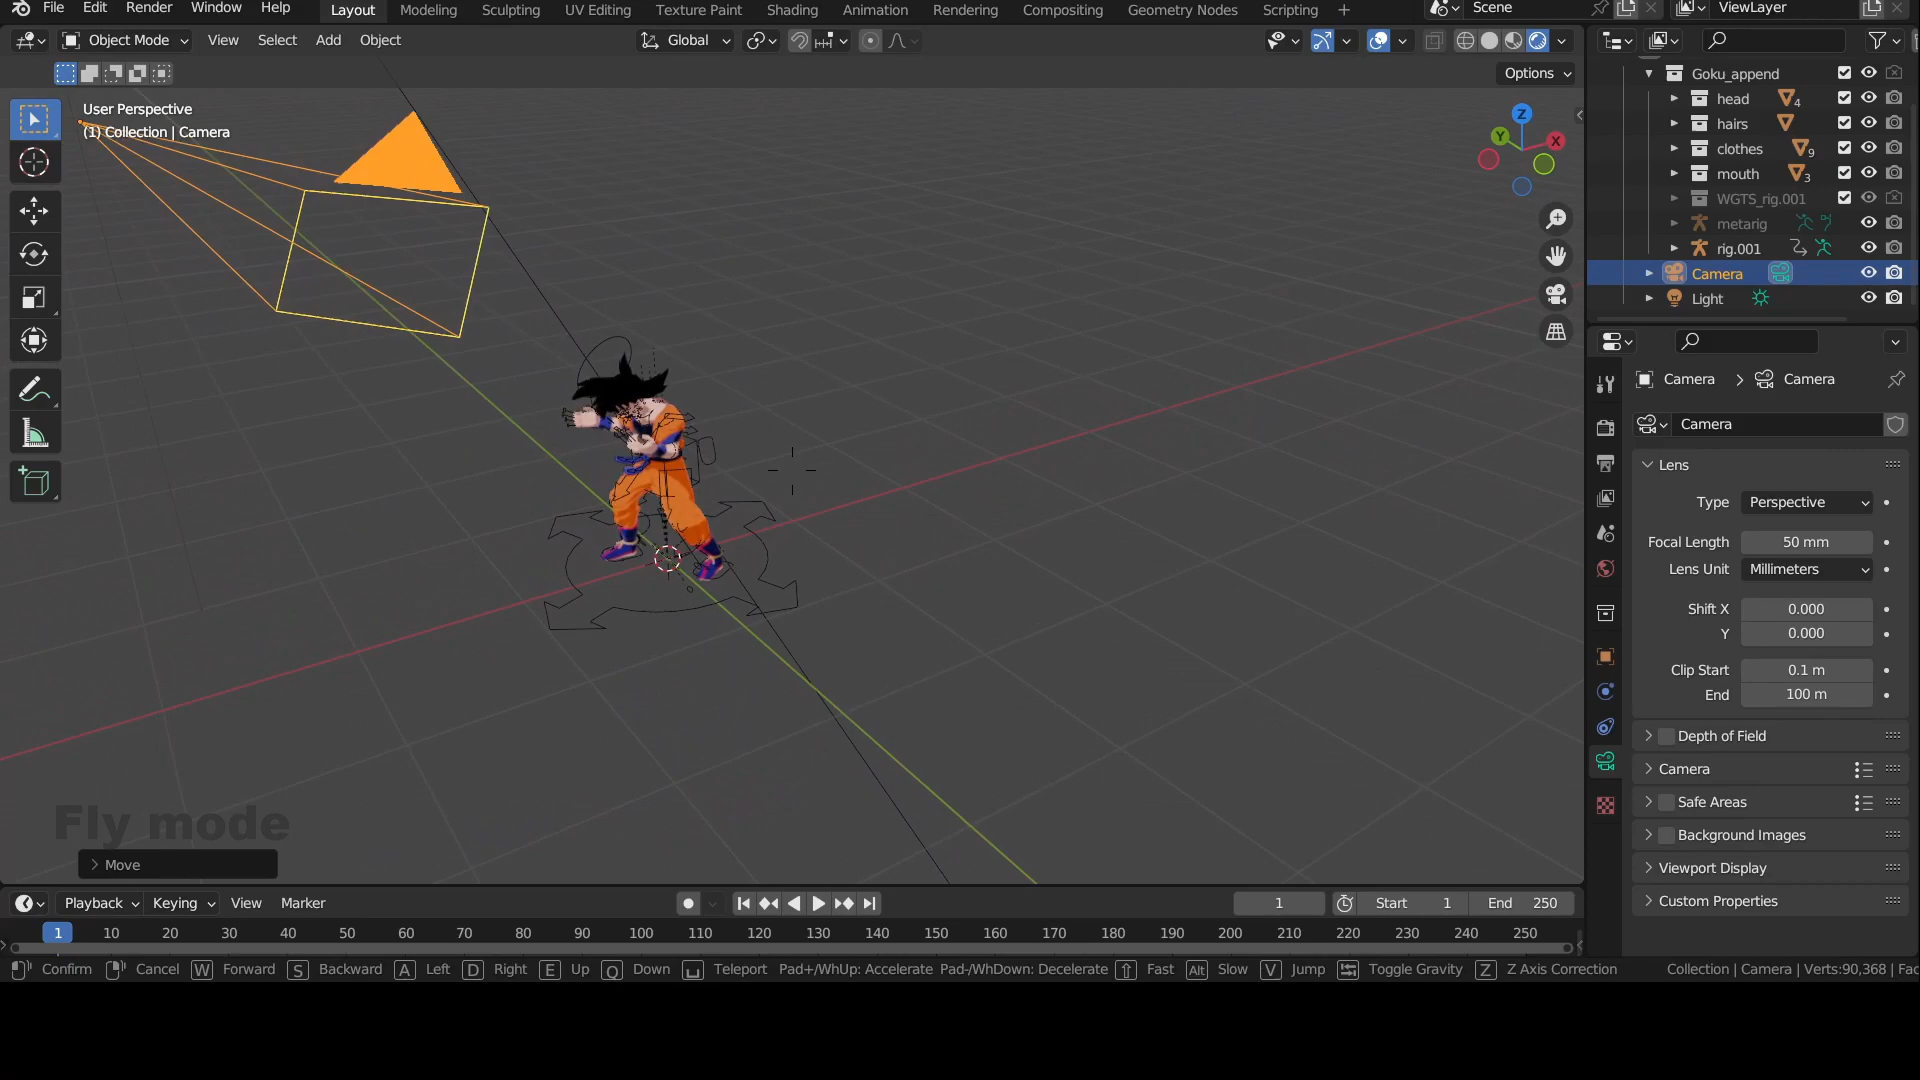 File Edit Render Window Help Layout Modeling Sculpting UV Editing Texture Paint Shading Animation Rendering Compositing Geometry Nodes Scripting + Scene ViewLayer
Object Mode View Select Add Object Global
Options
User Perspective
(1) Collection | Camera
Z
Y
X
Goku_append
head 4
hairs
clothes 9
mouth 3
WGTS_rig.001
metarig
rig.001
Camera
Light
Camera > Camera
Camera
Lens
Type Perspective
Focal Length 50 mm
Lens Unit Millimeters
Shift X 0.000
Y 0.000
Clip Start 0.1 m
End 100 m
Depth of Field
Camera
Safe Areas
Background Images
Viewport Display
Custom Properties
Fly mode
Move
Playback Keying View Marker 1 Start 1 End 250
1 10 20 30 40 50 60 70 80 90 100 110 120 130 140 150 160 170 180 190 200 210 220 230 240 250
Confirm Cancel W Forward S Backward A Left D Right E Up Q Down Teleport Pad+/WhUp: Accelerate Pad-/WhDown: Decelerate Fast Alt Slow V Jump Toggle Gravity Z Z Axis Correction Collection | Camera | Verts:90,368 | Fac